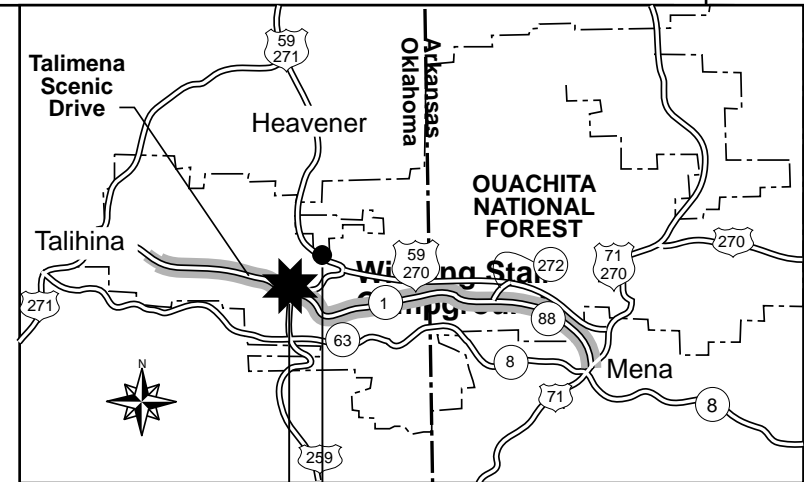 59
271
Talimena
Scenic
Drive
Heavener
Arkansas
Oklahoma
OUACHITA
NATIONAL
FOREST
Talihina
59
270
272
71
270
270
271
1
88
63
8
Mena
71
8
N
259